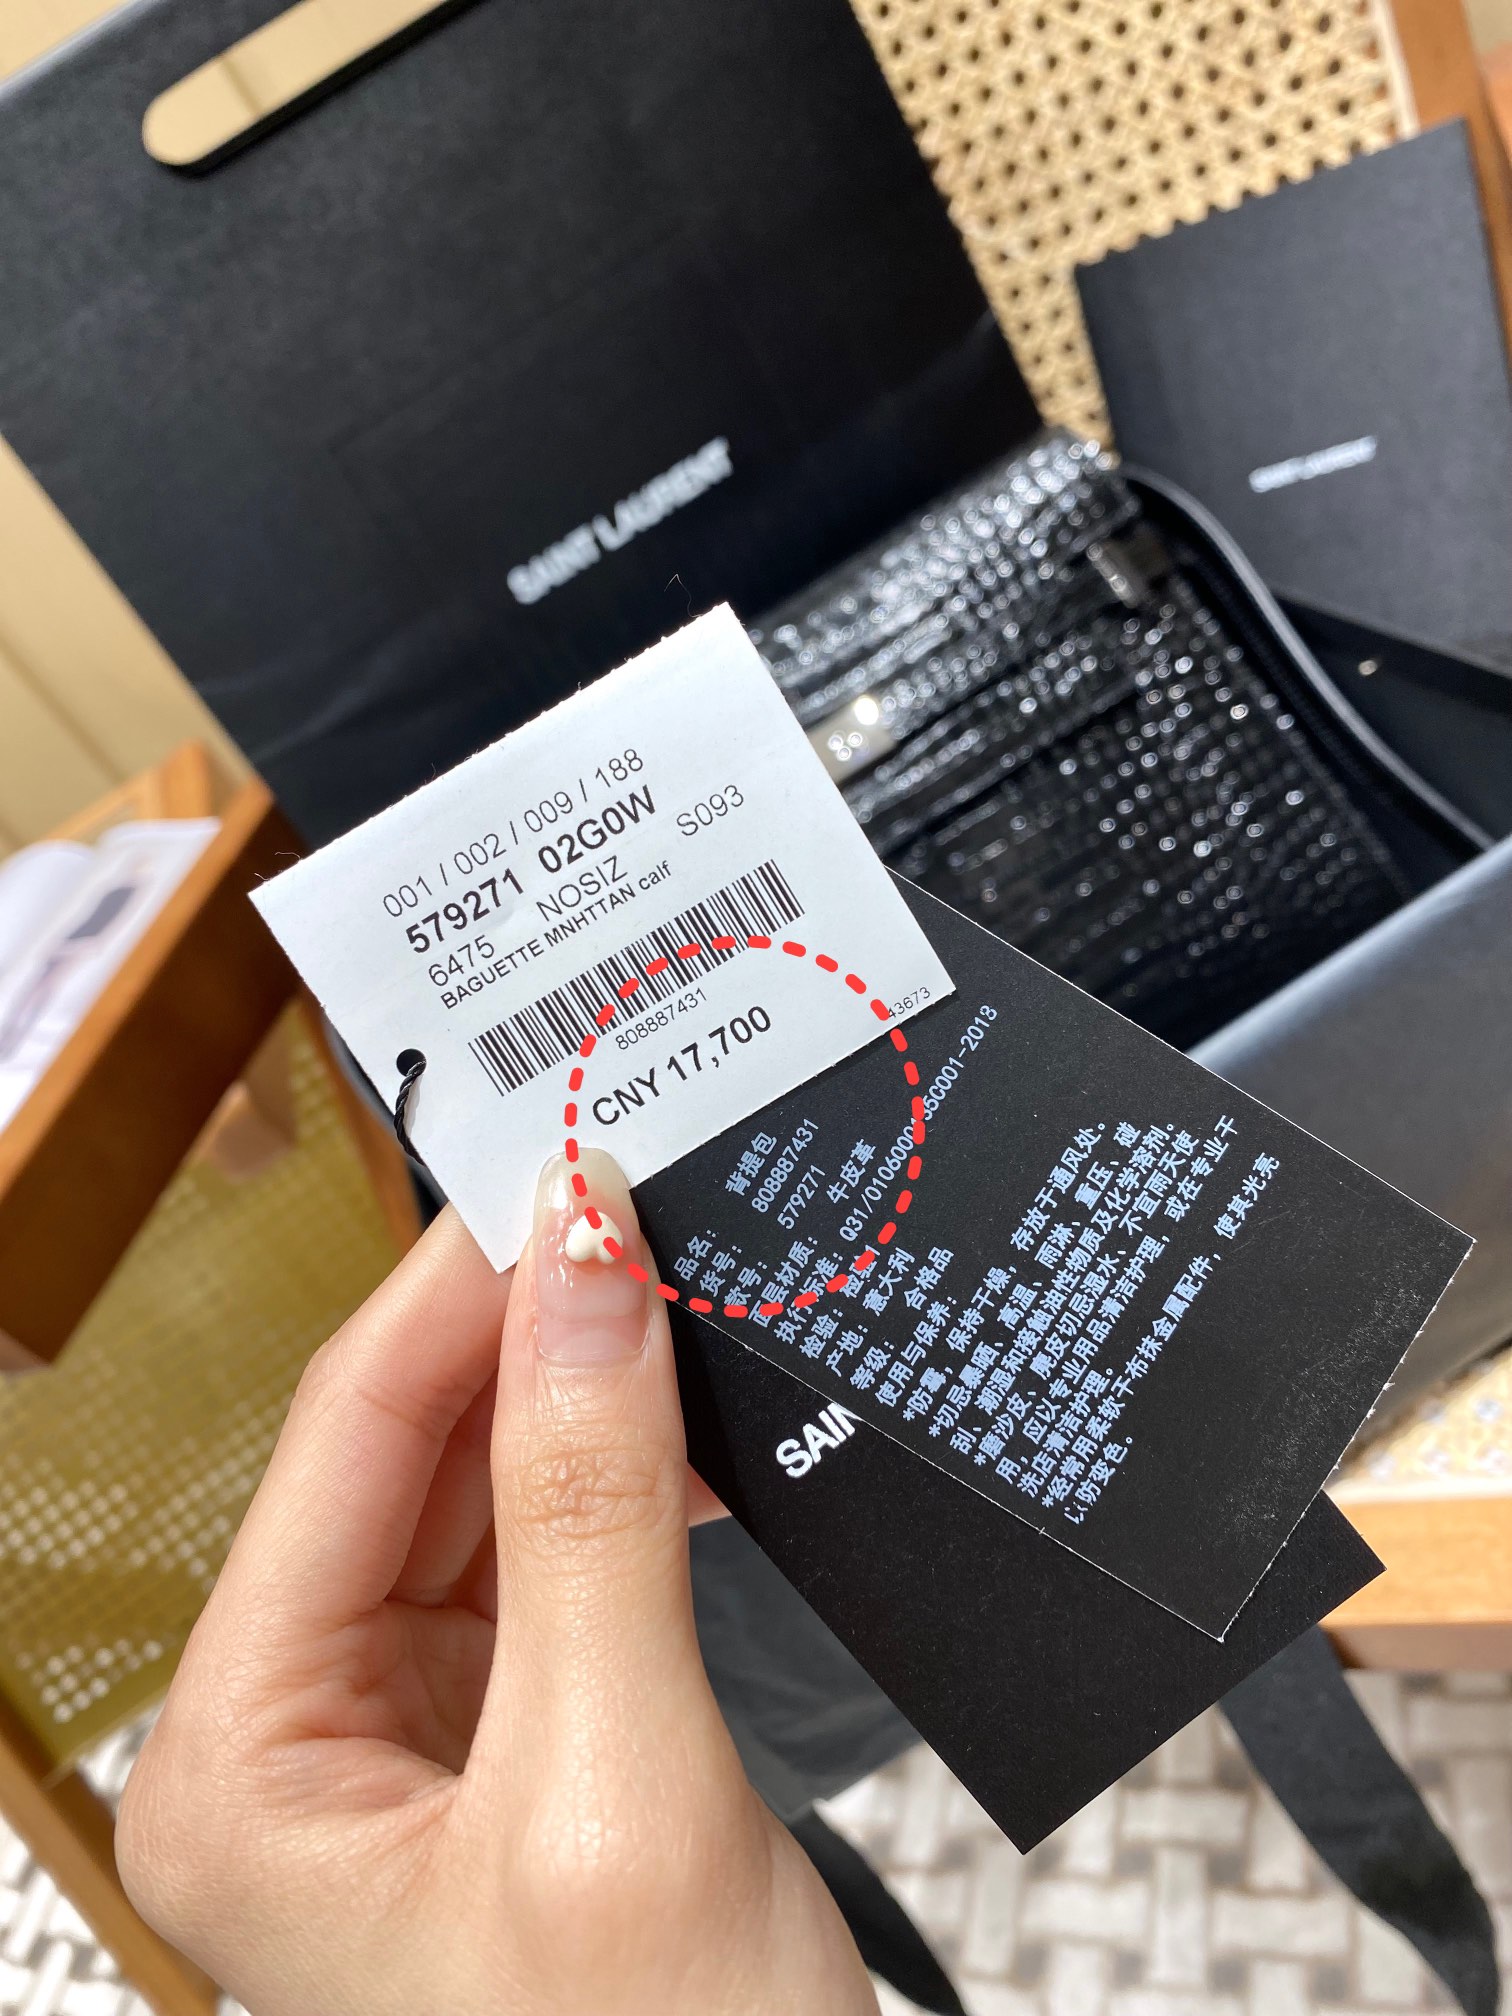 SAINT LAURENT
SAINT LAURENT
001 / 002 / 009 / 188
579271 02G0W
6475 NOSIZ S093
BAGUETTE MNHTTAN calf
808887431
43673
CNY 17,700
品名： 背提包
货号： 808887431
款号： 579271
面层材质： 牛皮革
执行标准：
检验：
产地： 意大利
等级： 合格品
使用与保养：
*防霉，保持干燥，存放于通风处。
*切忌暴晒、高温、雨淋、重压、碰
刮、潮湿和接触油性物质及化学溶剂。
*磨沙皮、麂皮切忌湿水、不宜雨天使
用，应以专业用品清洁护理，或在专业干
洗店清洁护理。
*经常用柔软干布抹金属配件，使其光亮
以防变色。
SAIN